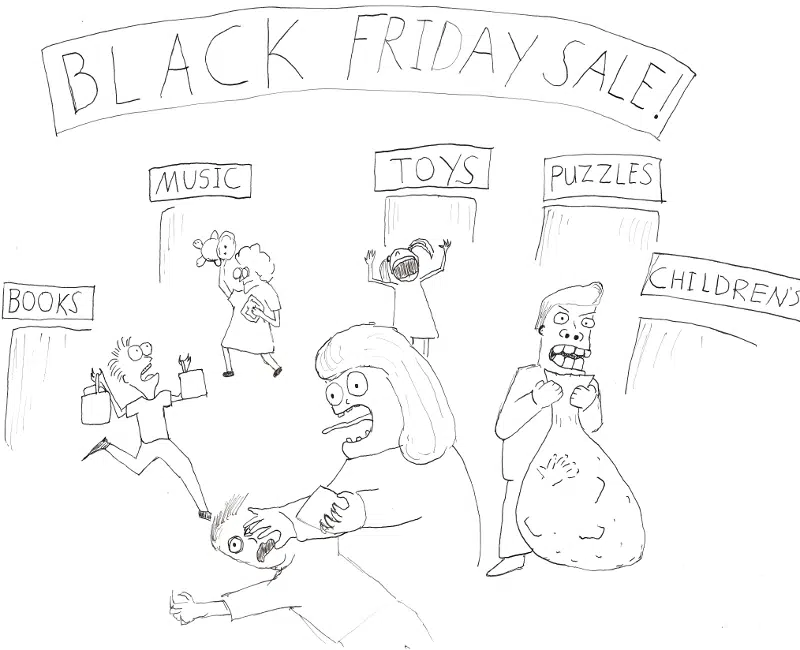 BLACK FRIDAY SALE!
MUSIC
TOYS
PUZZLES
BOOKS
CHILDREN'S